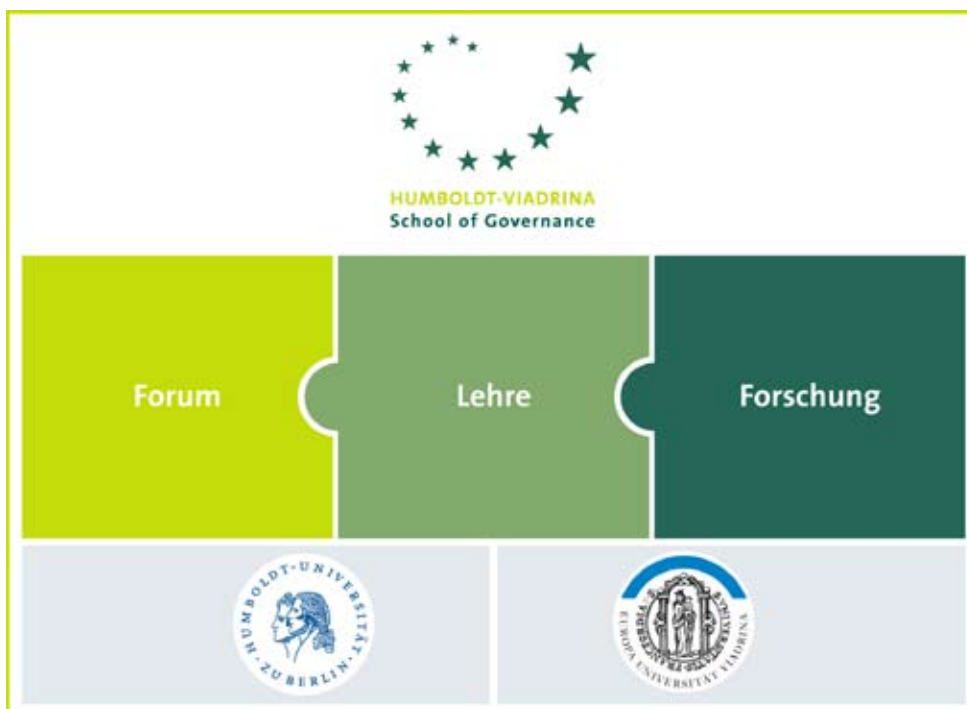 HUMBOLDT-VIADRINA
School of Governance
Forum
Lehre
Forschung
HUMBOLDT-UNIVERSITÄT
ZU BERLIN
EUROPA UNIVERSITÄT VIADRINA